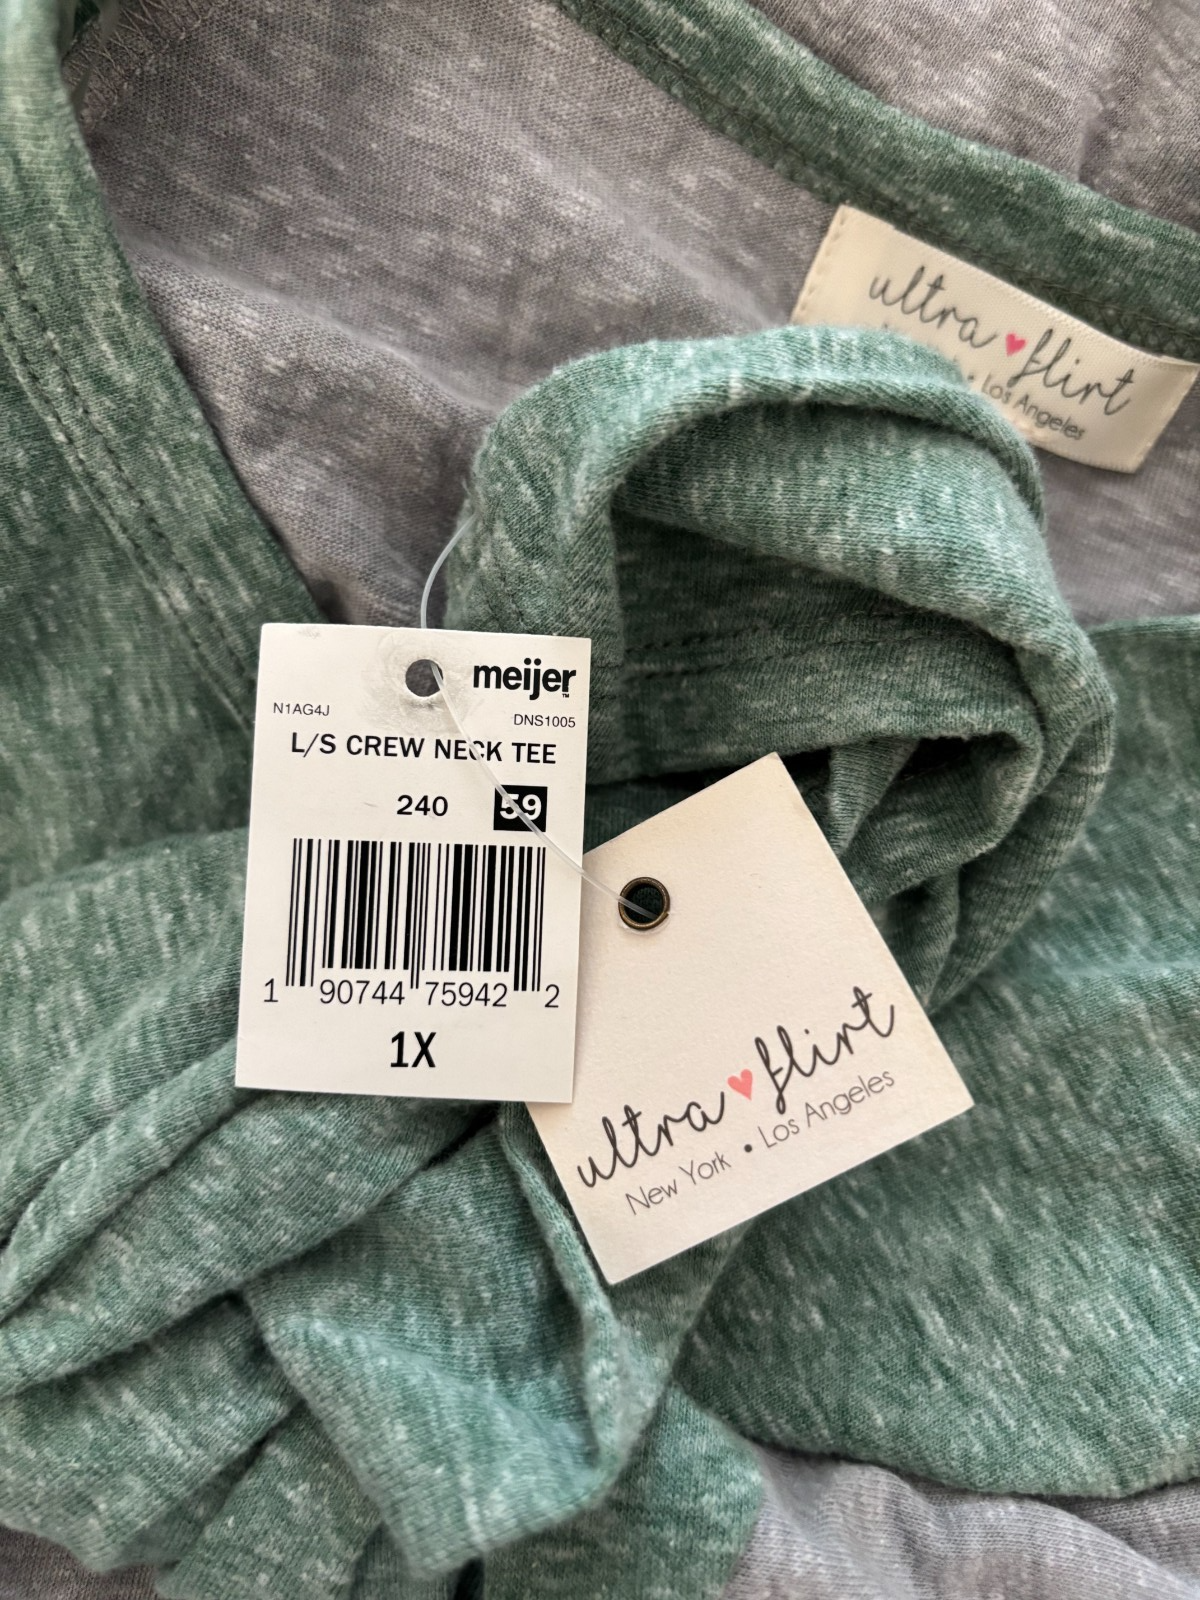 ultra flirt
• Los Angeles
meijer™
N1AG4J DNS1005
L/S CREW NECK TEE
240 59
1 90744 75942 2
1X
ultra flirt
New York • Los Angeles